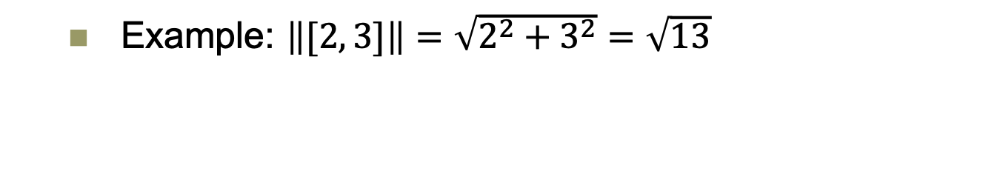 Example: ‖[2, 3]‖ = √2² + 3² = √13